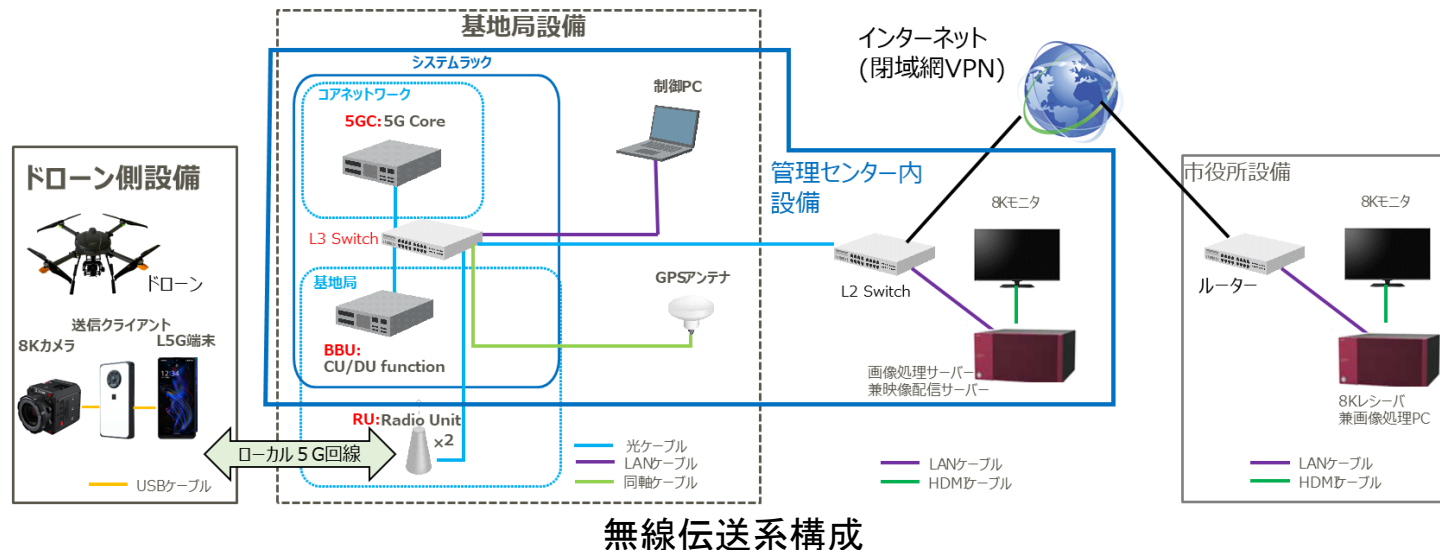 基地局設備
システムラック
コアネットワーク
5GC:5G Core
制御PC
インターネット
(閉域網VPN)
ドローン側設備
ドローン
送信クライアント
8Kカメラ
L5G端末
USBケーブル
L3 Switch
基地局
BBU:
CU/DU function
GPSアンテナ
RU:Radio Unit
×2
ローカル5G回線
光ケーブル
LANケーブル
同軸ケーブル
管理センター内
設備
8Kモニタ
L2 Switch
画像処理サーバー
兼映像配信サーバー
LANケーブル
HDMIケーブル
市役所設備
8Kモニタ
ルーター
8Kレシーバ
兼画像処理PC
LANケーブル
HDMIケーブル
無線伝送系構成